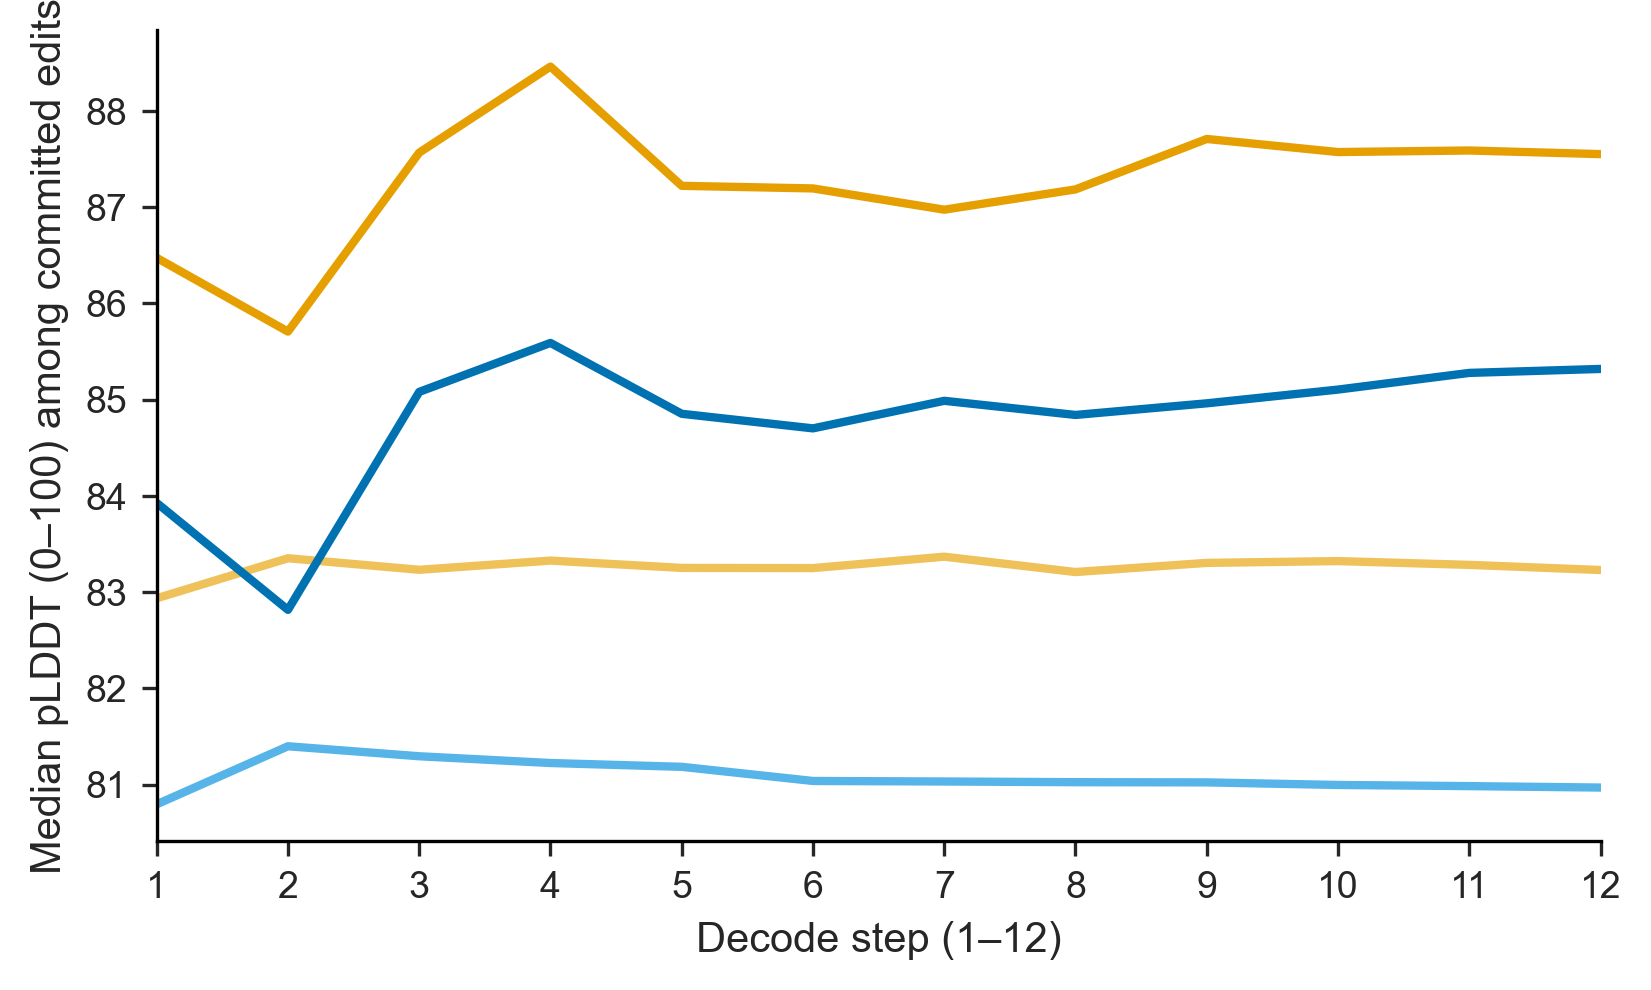 Median pLDDT (0–100) among committed edits
88
87
86
85
84
83
82
81
1 2 3 4 5 6 7 8 9 10 11 12
Decode step (1–12)